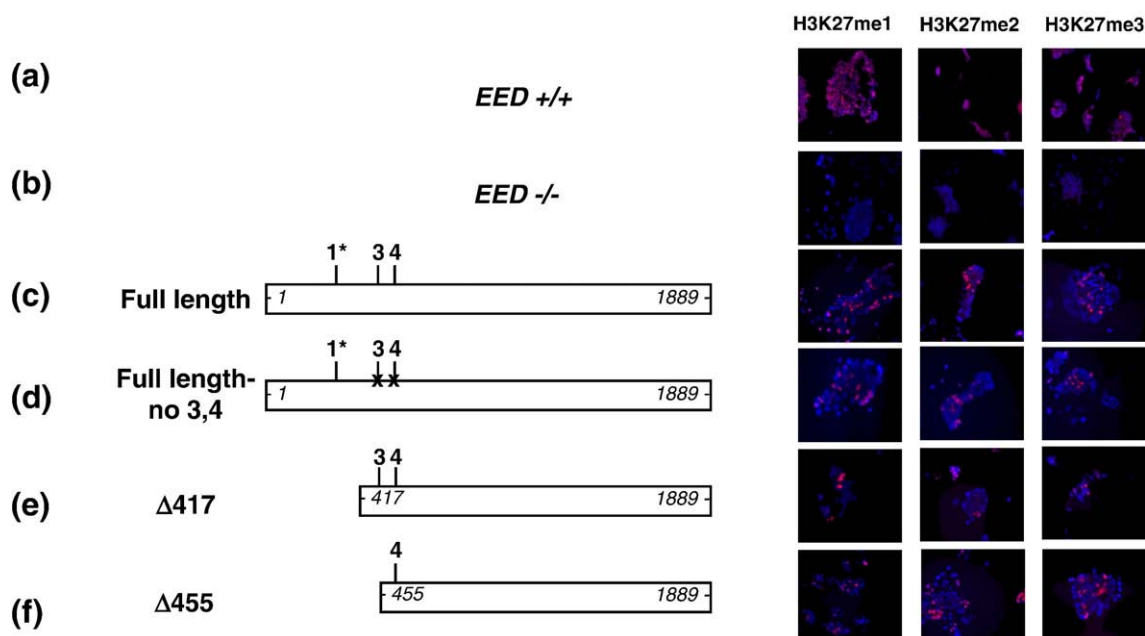 H3K27me1 H3K27me2 H3K27me3
(a) EED +/+
(b) EED -/-
1* 3 4
(c) Full length 1 1889
1* 3 4
x x
(d) Full length-
no 3,4 1 1889
3 4
(e) Δ417 417 1889
4
(f) Δ455 455 1889